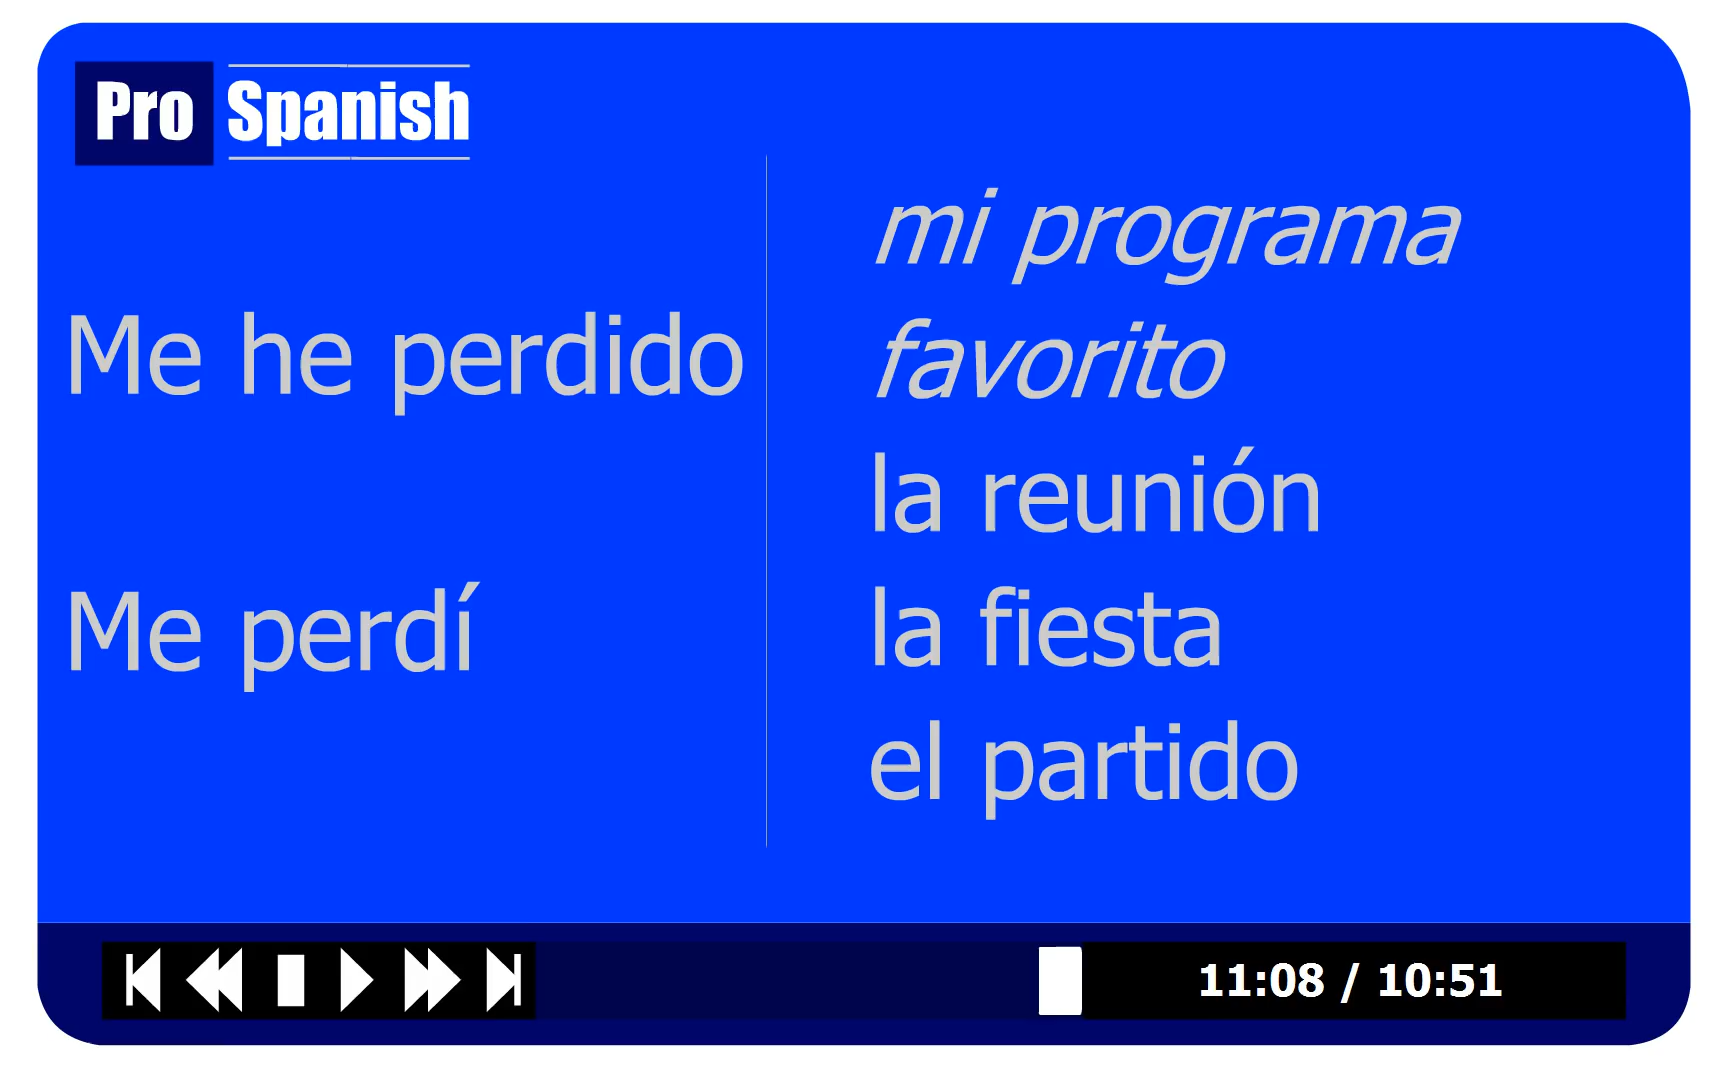 Pro Spanish
Me he perdido
Me perdí
mi programa
favorito
la reunión
la fiesta
el partido
11:08 / 10:51